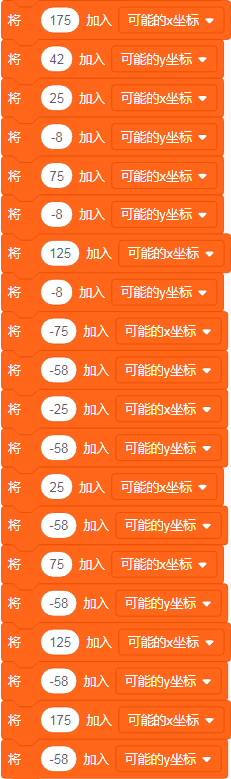 将 175 加入 可能的x坐标
将 42 加入 可能的y坐标
将 25 加入 可能的x坐标
将 -8 加入 可能的y坐标
将 75 加入 可能的x坐标
将 -8 加入 可能的y坐标
将 125 加入 可能的x坐标
将 -8 加入 可能的y坐标
将 -75 加入 可能的x坐标
将 -58 加入 可能的y坐标
将 -25 加入 可能的x坐标
将 -58 加入 可能的y坐标
将 25 加入 可能的x坐标
将 -58 加入 可能的y坐标
将 75 加入 可能的x坐标
将 -58 加入 可能的y坐标
将 125 加入 可能的x坐标
将 -58 加入 可能的y坐标
将 175 加入 可能的x坐标
将 -58 加入 可能的y坐标